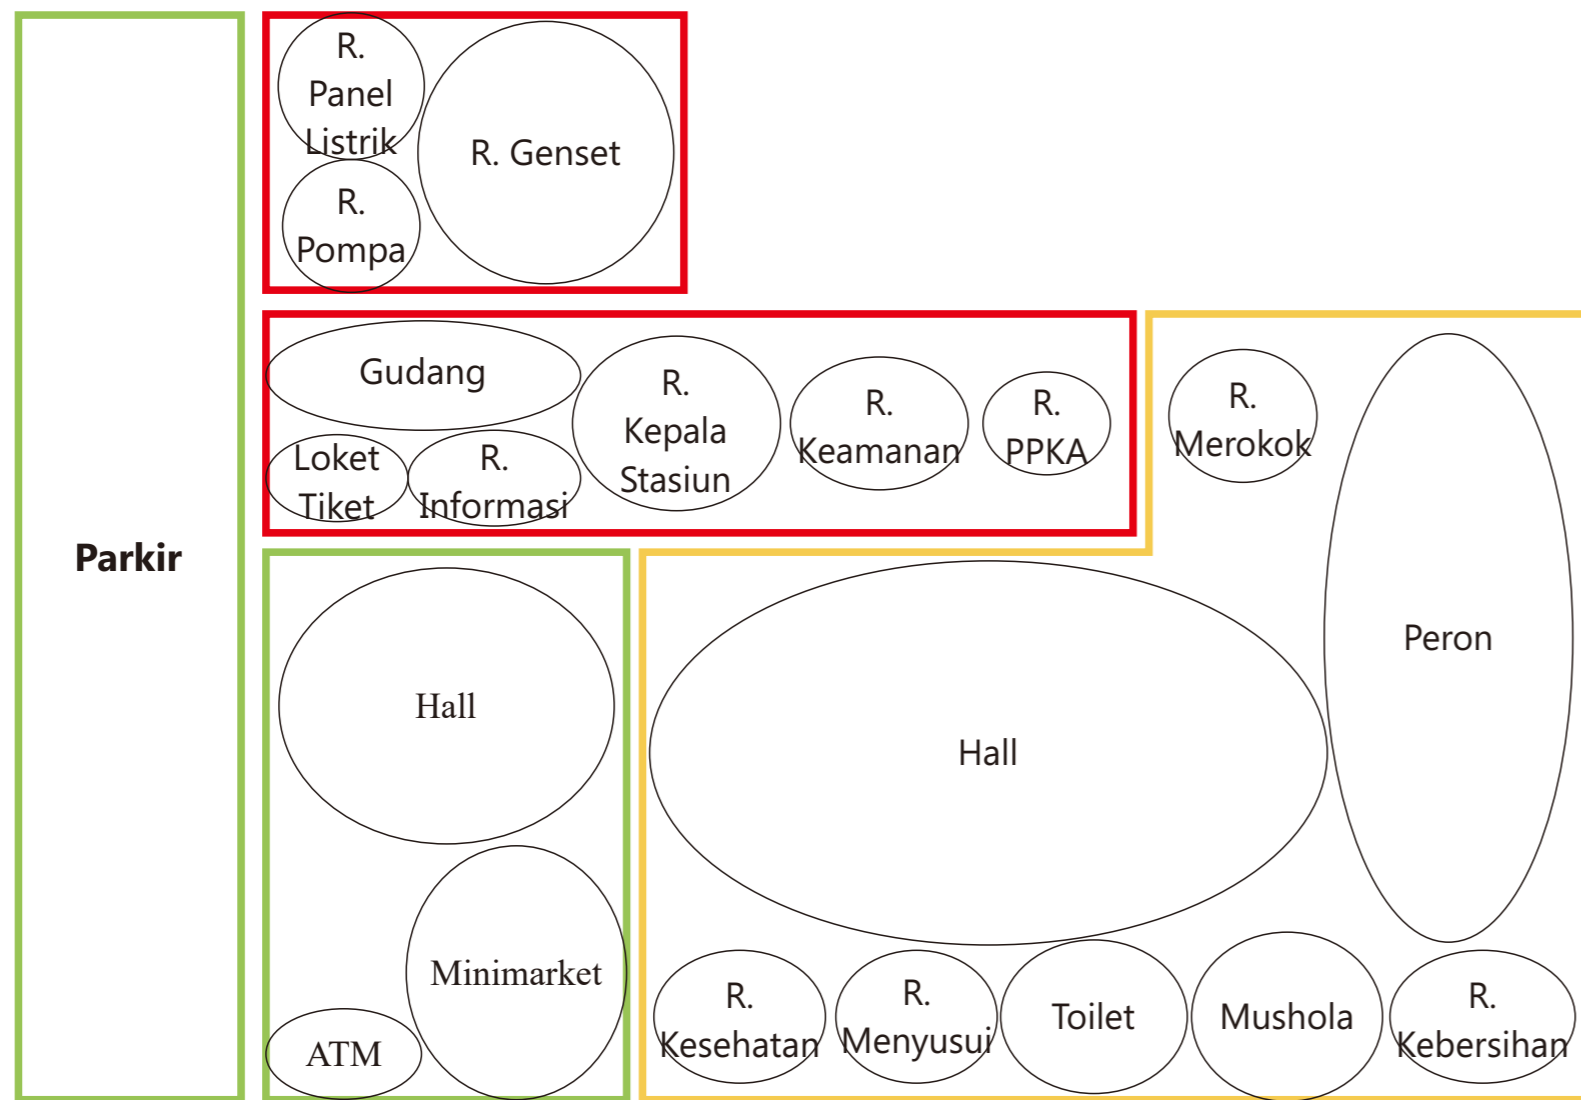 R.
Panel
Listrik
R. Genset
R.
Pompa
Gudang
Loket
Tiket
R.
Informasi
R.
Kepala
Stasiun
R.
Keamanan
R.
PPKA
R.
Merokok
Parkir
Peron
Hall
Hall
Minimarket
ATM
R.
Kesehatan
R.
Menyusui
Toilet
Mushola
R.
Kebersihan